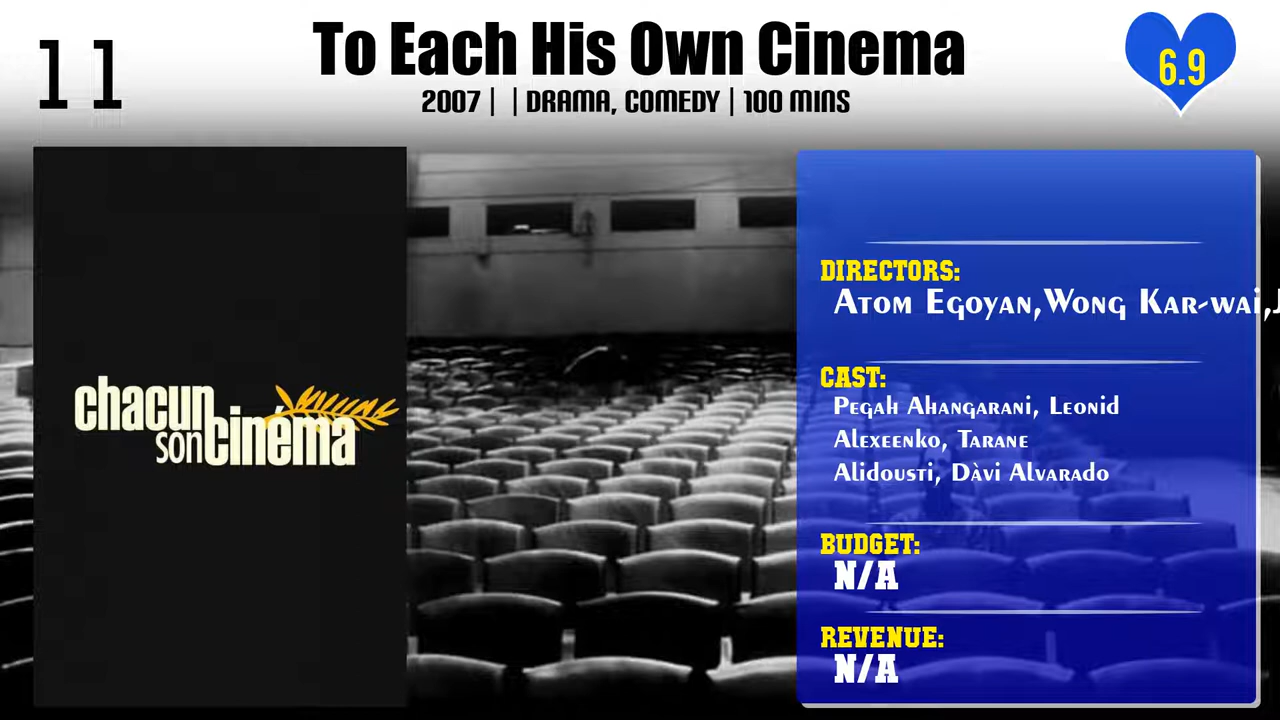 11
To Each His Own Cinema
6.9
2007 | | DRAMA, COMEDY | 100 MINS
chacun
son cinéma
DIRECTORS:
Atom Egoyan,Wong Kar-wai,J
CAST:
Pegah Ahangarani, Leonid
Alexeenko, Tarane
Alidousti, Dàvi Alvarado
BUDGET:
N/A
REVENUE:
N/A